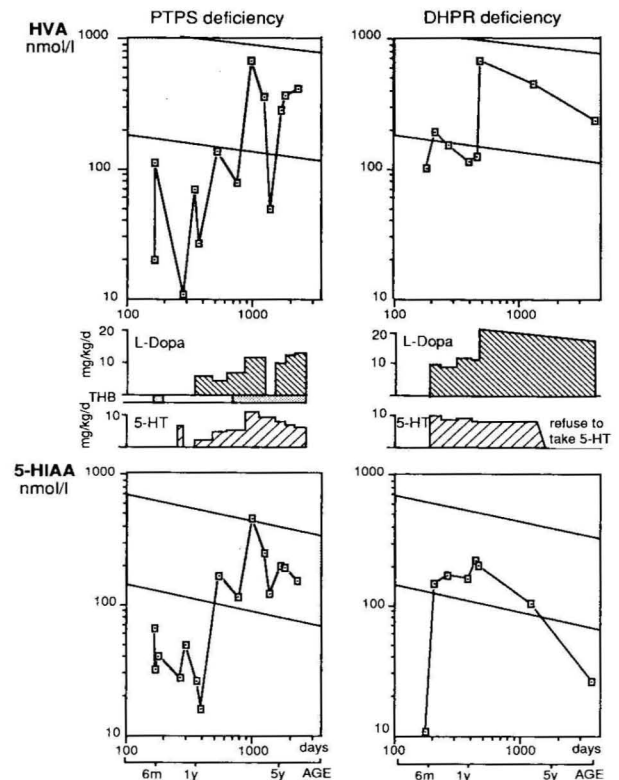 PTPS deficiency DHPR deficiency
HVA
nmol/l
1000 1000
100 100
10 10
100 1000 100 1000
mg/kg/d 20 10 L-Dopa 20 10 L-Dopa
THB
mg/kg/d 10 5-HT 10 5-HT refuse to
take 5-HT
5-HIAA
nmol/l
1000 1000
100 100
10 10
100 1000 days 100 1000 days
6m 1y 5y AGE 6m 1y 5y AGE